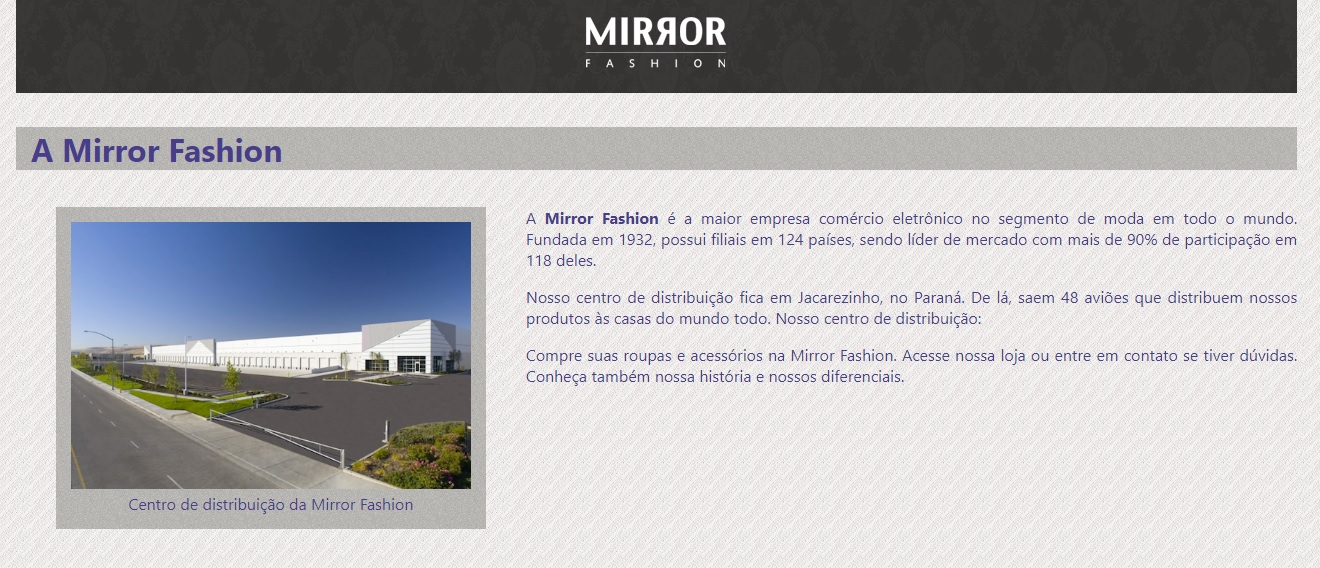 MIRROR
FASHION
A Mirror Fashion
A Mirror Fashion é a maior empresa comércio eletrônico no segmento de moda em todo o mundo.
Fundada em 1932, possui filiais em 124 países, sendo líder de mercado com mais de 90% de participação em
118 deles.
Nosso centro de distribuição fica em Jacarezinho, no Paraná. De lá, saem 48 aviões que distribuem nossos
produtos às casas do mundo todo. Nosso centro de distribuição:
Compre suas roupas e acessórios na Mirror Fashion. Acesse nossa loja ou entre em contato se tiver dúvidas.
Conheça também nossa história e nossos diferenciais.
Centro de distribuição da Mirror Fashion